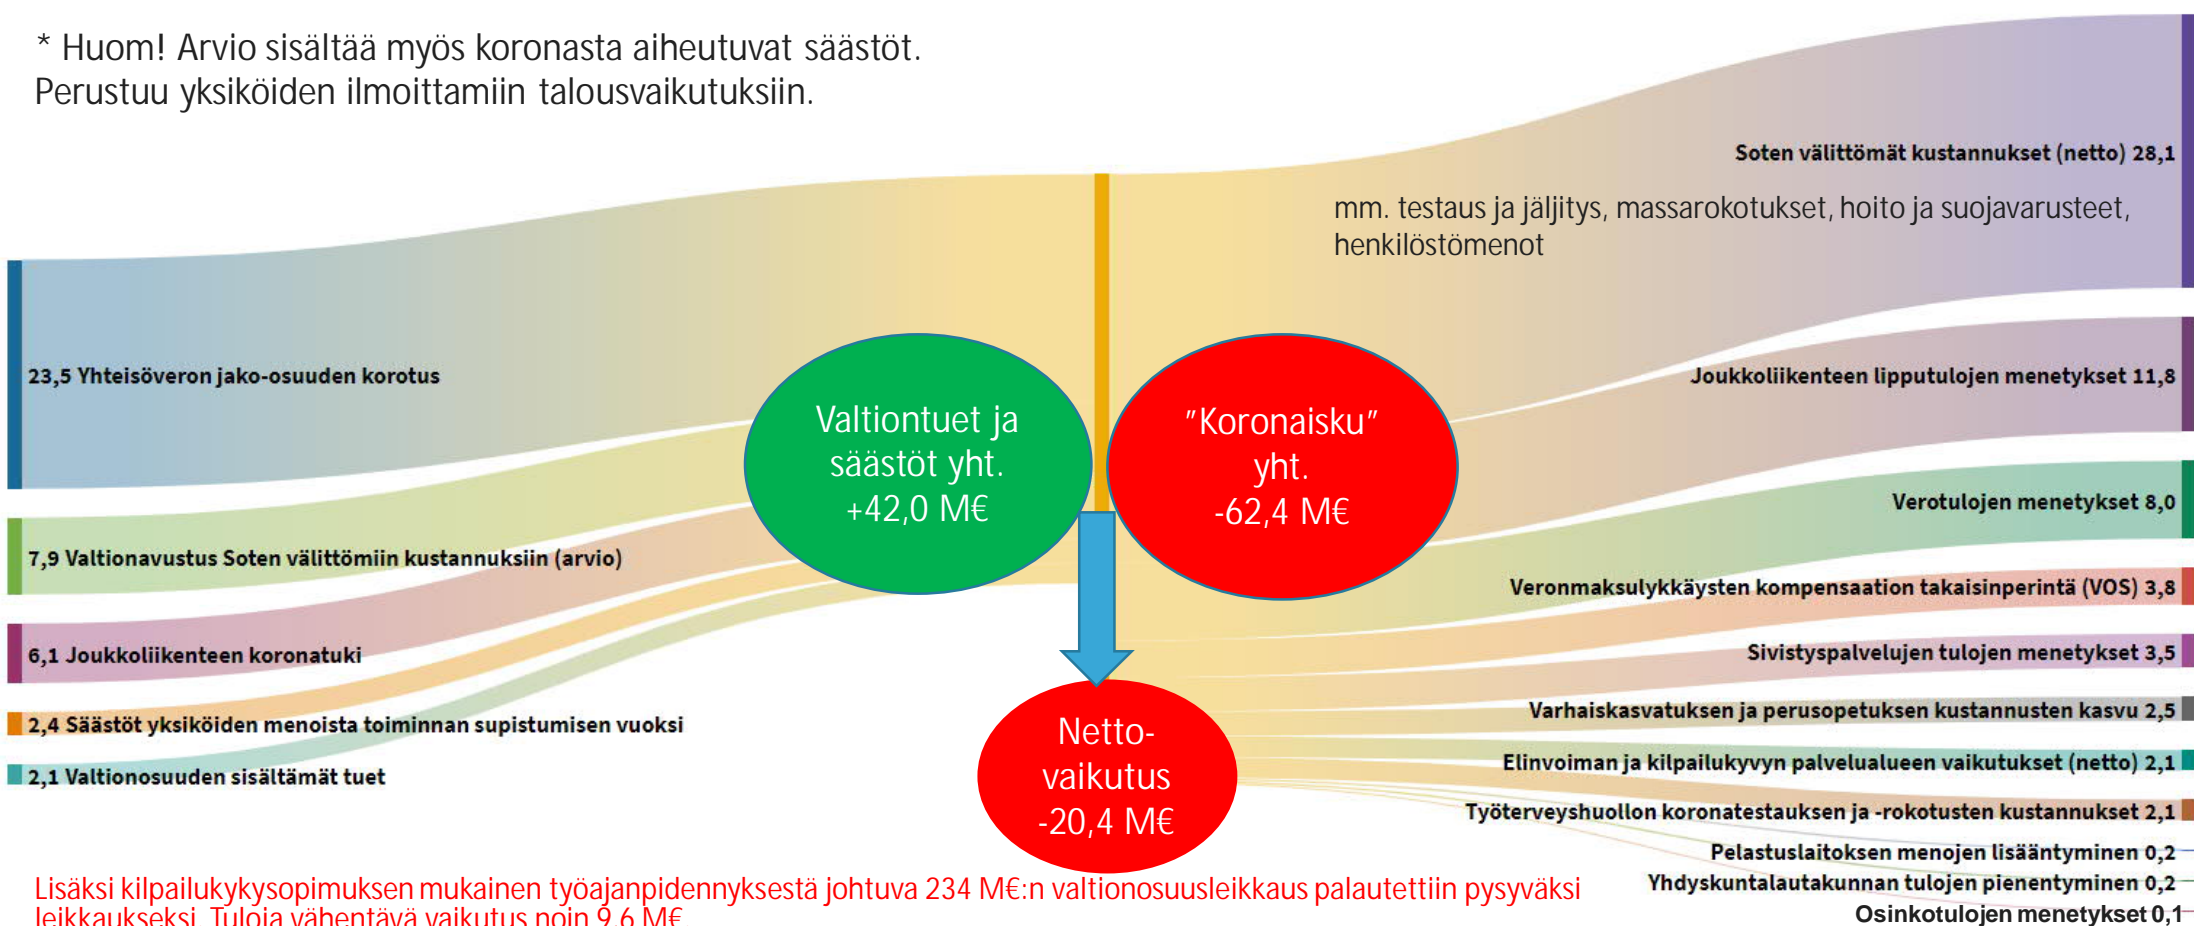 * Huom! Arvio sisältää myös koronasta aiheutuvat säästöt.
Perustuu yksiköiden ilmoittamiin talousvaikutuksiin.
23,5 Yhteisöveron jako-osuuden korotus
7,9 Valtionavustus Soten välittömiin kustannuksiin (arvio)
6,1 Joukkoliikenteen koronatuki
2,4 Säästöt yksiköiden menoista toiminnan supistumisen vuoksi
2,1 Valtionosuuden sisältämät tuet
Valtiontuet ja
säästöt yht.
+42,0 M€
"Koronaisku"
yht.
-62,4 M€
Netto-
vaikutus
-20,4 M€
Soten välittömät kustannukset (netto) 28,1
mm. testaus ja jäljitys, massarokotukset, hoito ja suojavarusteet,
henkilöstömenot
Joukkoliikenteen lipputulojen menetykset 11,8
Verotulojen menetykset 8,0
Veronmaksulykkäysten kompensaation takaisinperintä (VOS) 3,8
Sivistyspalvelujen tulojen menetykset 3,5
Varhaiskasvatuksen ja perusopetuksen kustannusten kasvu 2,5
Elinvoiman ja kilpailukyvyn palvelualueen vaikutukset (netto) 2,1
Työterveyshuollon koronatestauksen ja -rokotusten kustannukset 2,1
Pelastuslaitoksen menojen lisääntyminen 0,2
Yhdyskuntalautakunnan tulojen pienentyminen 0,2
Osinkotulojen menetykset 0,1
Lisäksi kilpailukykysopimuksen mukainen työajanpidennyksestä johtuva 234 M€:n valtionosuusleikkaus palautettiin pysyväksi
leikkaukseksi. Tuloja vähentävä vaikutus noin 9,6 M€